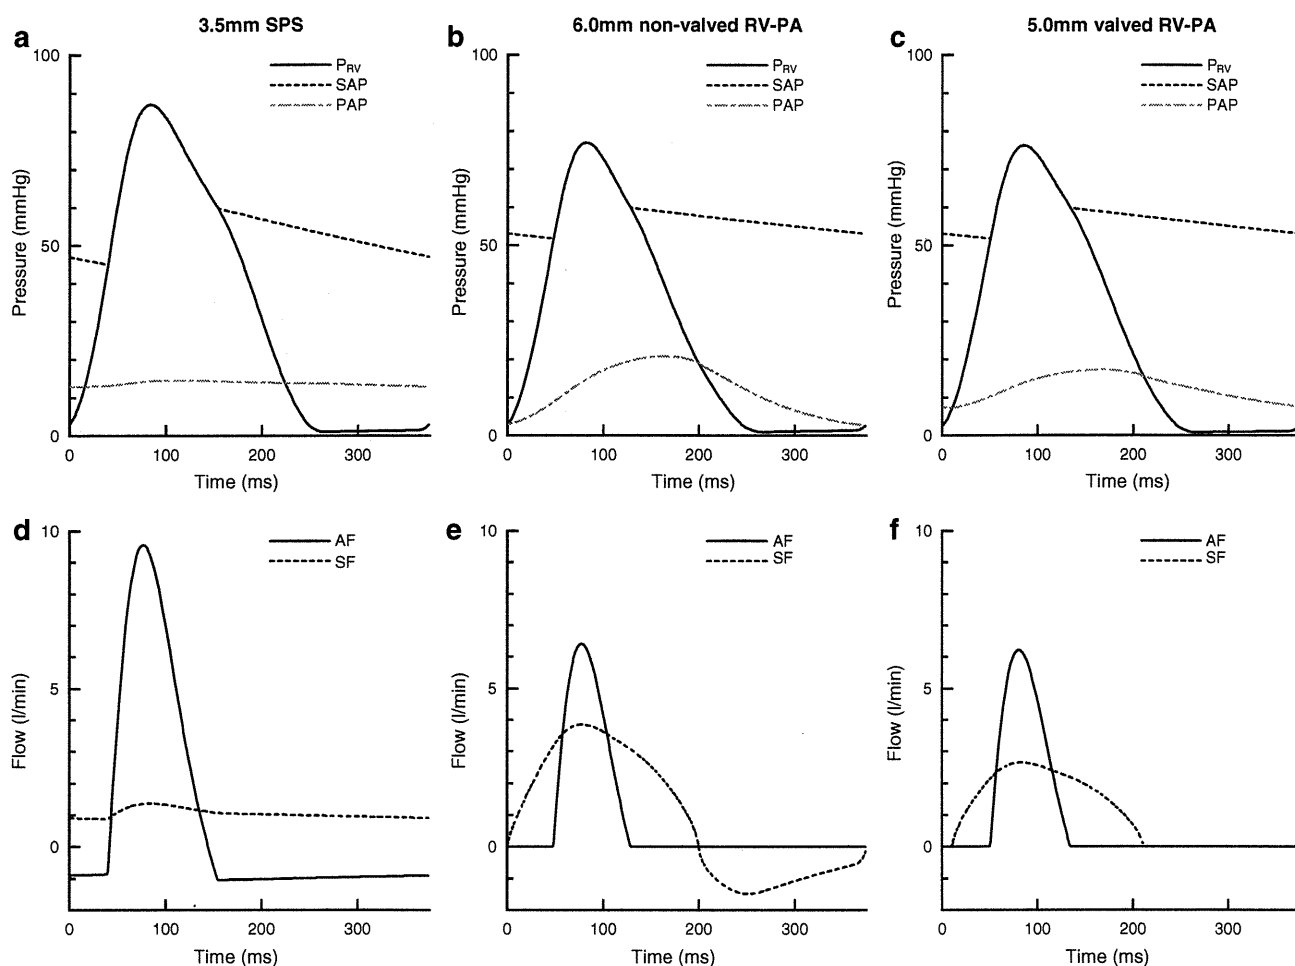 3.5mm SPS
6.0mm non-valved RV-PA
5.0mm valved RV-PA
a
100
50
0
Pressure (mmHg)
PRV
SAP
PAP
0 100 200 300
Time (ms)
b
100
50
0
Pressure (mmHg)
PRV
SAP
PAP
0 100 200 300
Time (ms)
c
100
50
0
Pressure (mmHg)
PRV
SAP
PAP
0 100 200 300
Time (ms)
d
10
5
0
Flow (l/min)
AF
SF
0 100 200 300
Time (ms)
e
10
5
0
Flow (l/min)
AF
SF
0 100 200 300
Time (ms)
f
10
5
0
Flow (l/min)
AF
SF
0 100 200 300
Time (ms)